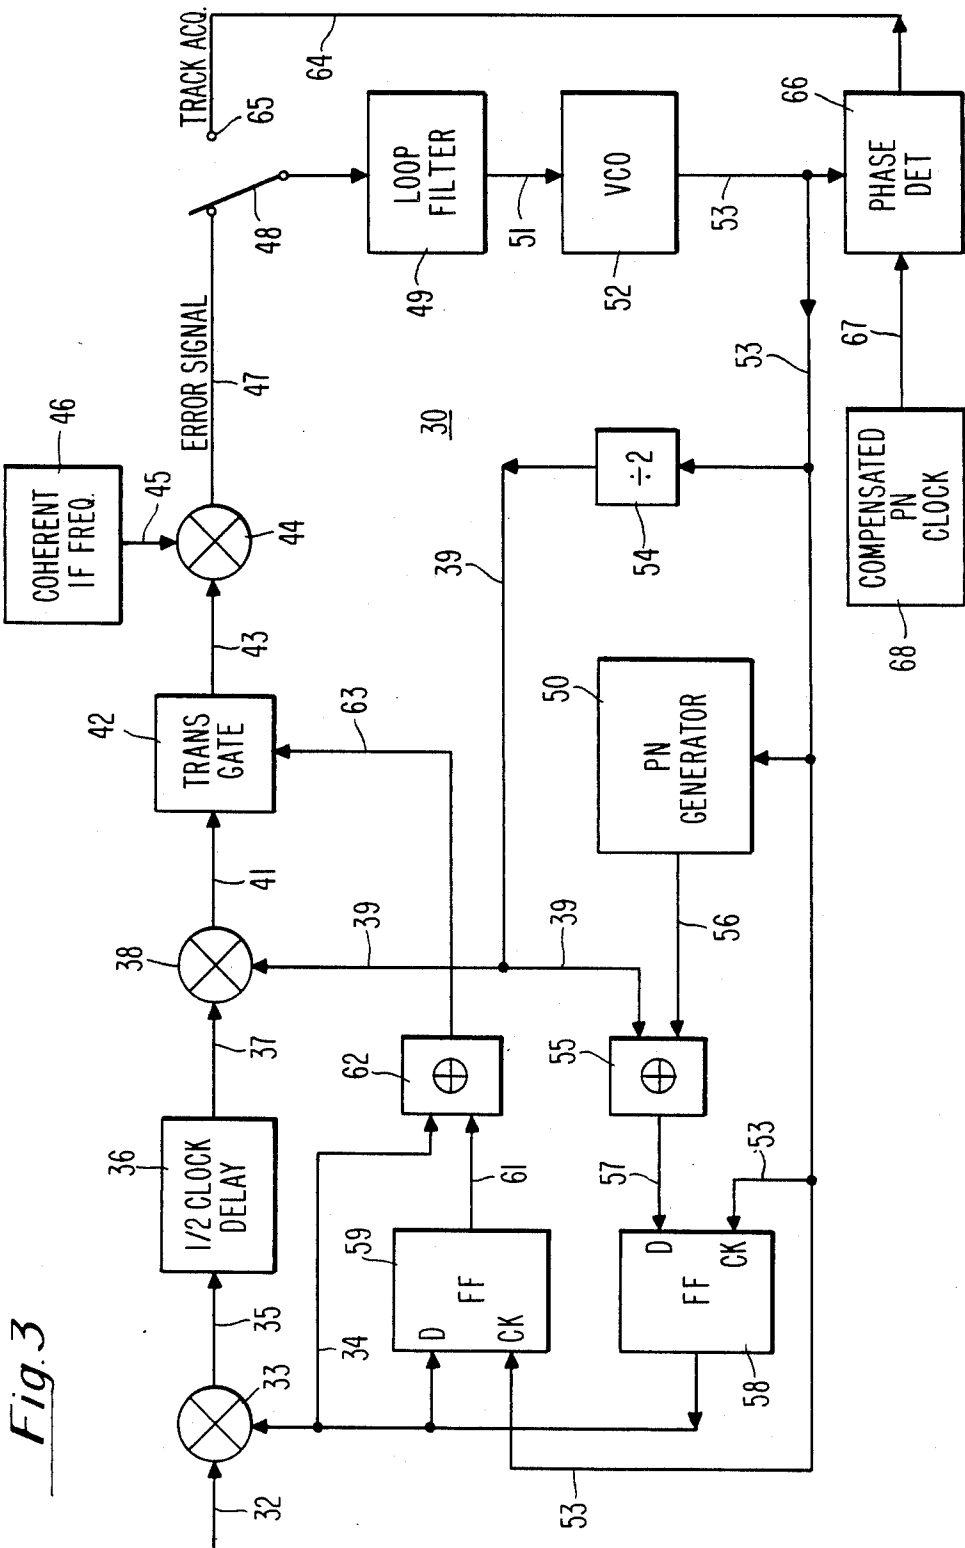 Fig. 3
32
33
35
1/2 CLOCK
DELAY
36
37
38
41
TRANS
GATE
42
43
44
45
COHERENT
IF FREQ.
46
ERROR SIGNAL
47
48
TRACK ACQ.
65
64
34
39
63
39
30
LOOP
FILTER
49
51
VCO
52
53
PHASE
DET
66
FF
D
CK
59
61
⊕
62
39
÷2
54
53
67
FF
D
CK
58
57
53
⊕
55
56
PN
GENERATOR
50
COMPENSATED
PN
CLOCK
68
53